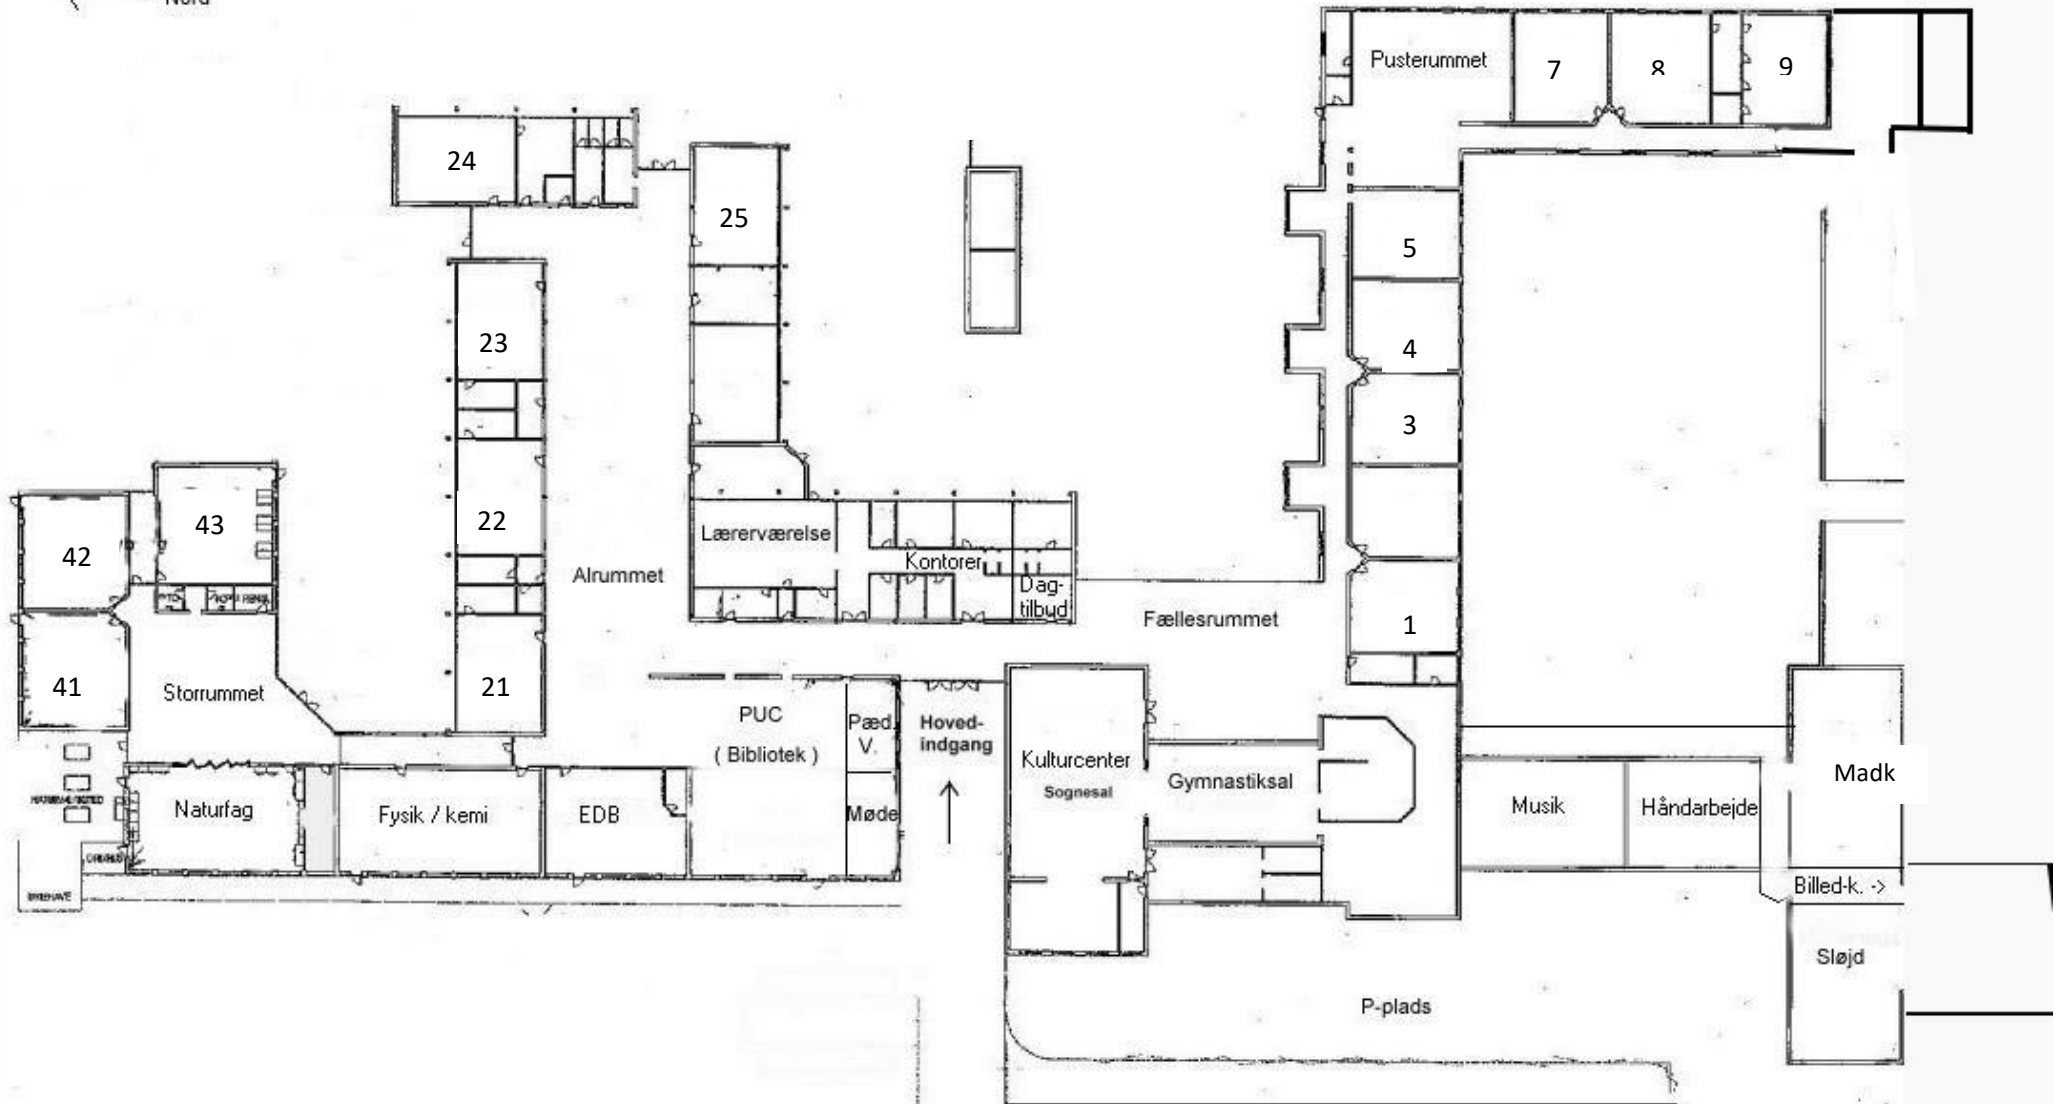 Nord
Pusterummet
7
8
9
24
25
5
23
4
3
43
22
42
Lærerværelse
Kontorer
Dag-
tilbud
Alrummet
Fællesrummet
1
41
Storrummet
21
PUC
( Bibliotek )
Pæd.
V.
Hoved-
indgang
Kulturcenter
Sognesal
Gymnastiksal
Madk
Naturfag
Fysik / kemi
EDB
Møde
Musik
Håndarbejde
Billed-k. ->
Sløjd
P-plads